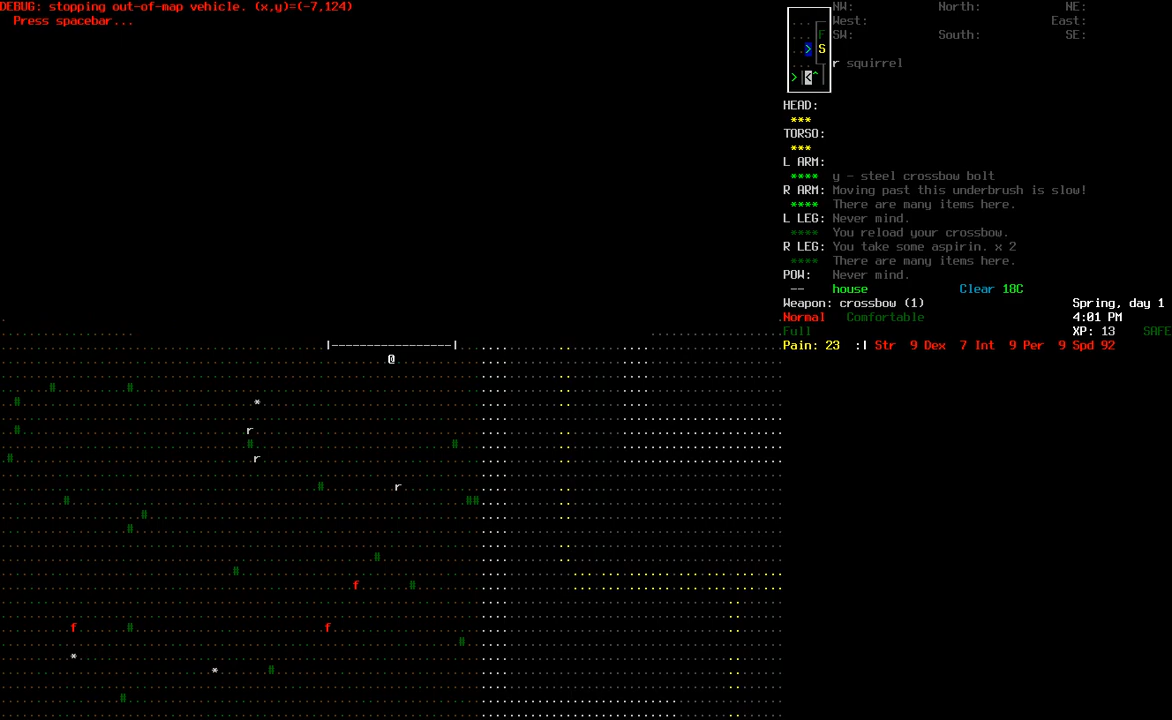 DEBUG: stopping out-of-map vehicle. (x,y)=(-7,124)
Press spacebar...
NW: North: NE:
West: East:
SW: South: SE:
r squirrel
HEAD:
***
TORSO:
***
L ARM:
**** y - steel crossbow bolt
R ARM: Moving past this underbrush is slow!
**** There are many items here.
L LEG: Never mind.
**** You reload your crossbow.
R LEG: You take some aspirin. x 2
**** There are many items here.
POW: Never mind.
-- house Clear 18C
Weapon: crossbow (1) Spring, day 1
Normal Comfortable 4:01 PM
Full XP: 13 SAFE
Pain: 23 :| Str 9 Dex 7 Int 9 Per 9 Spd 92